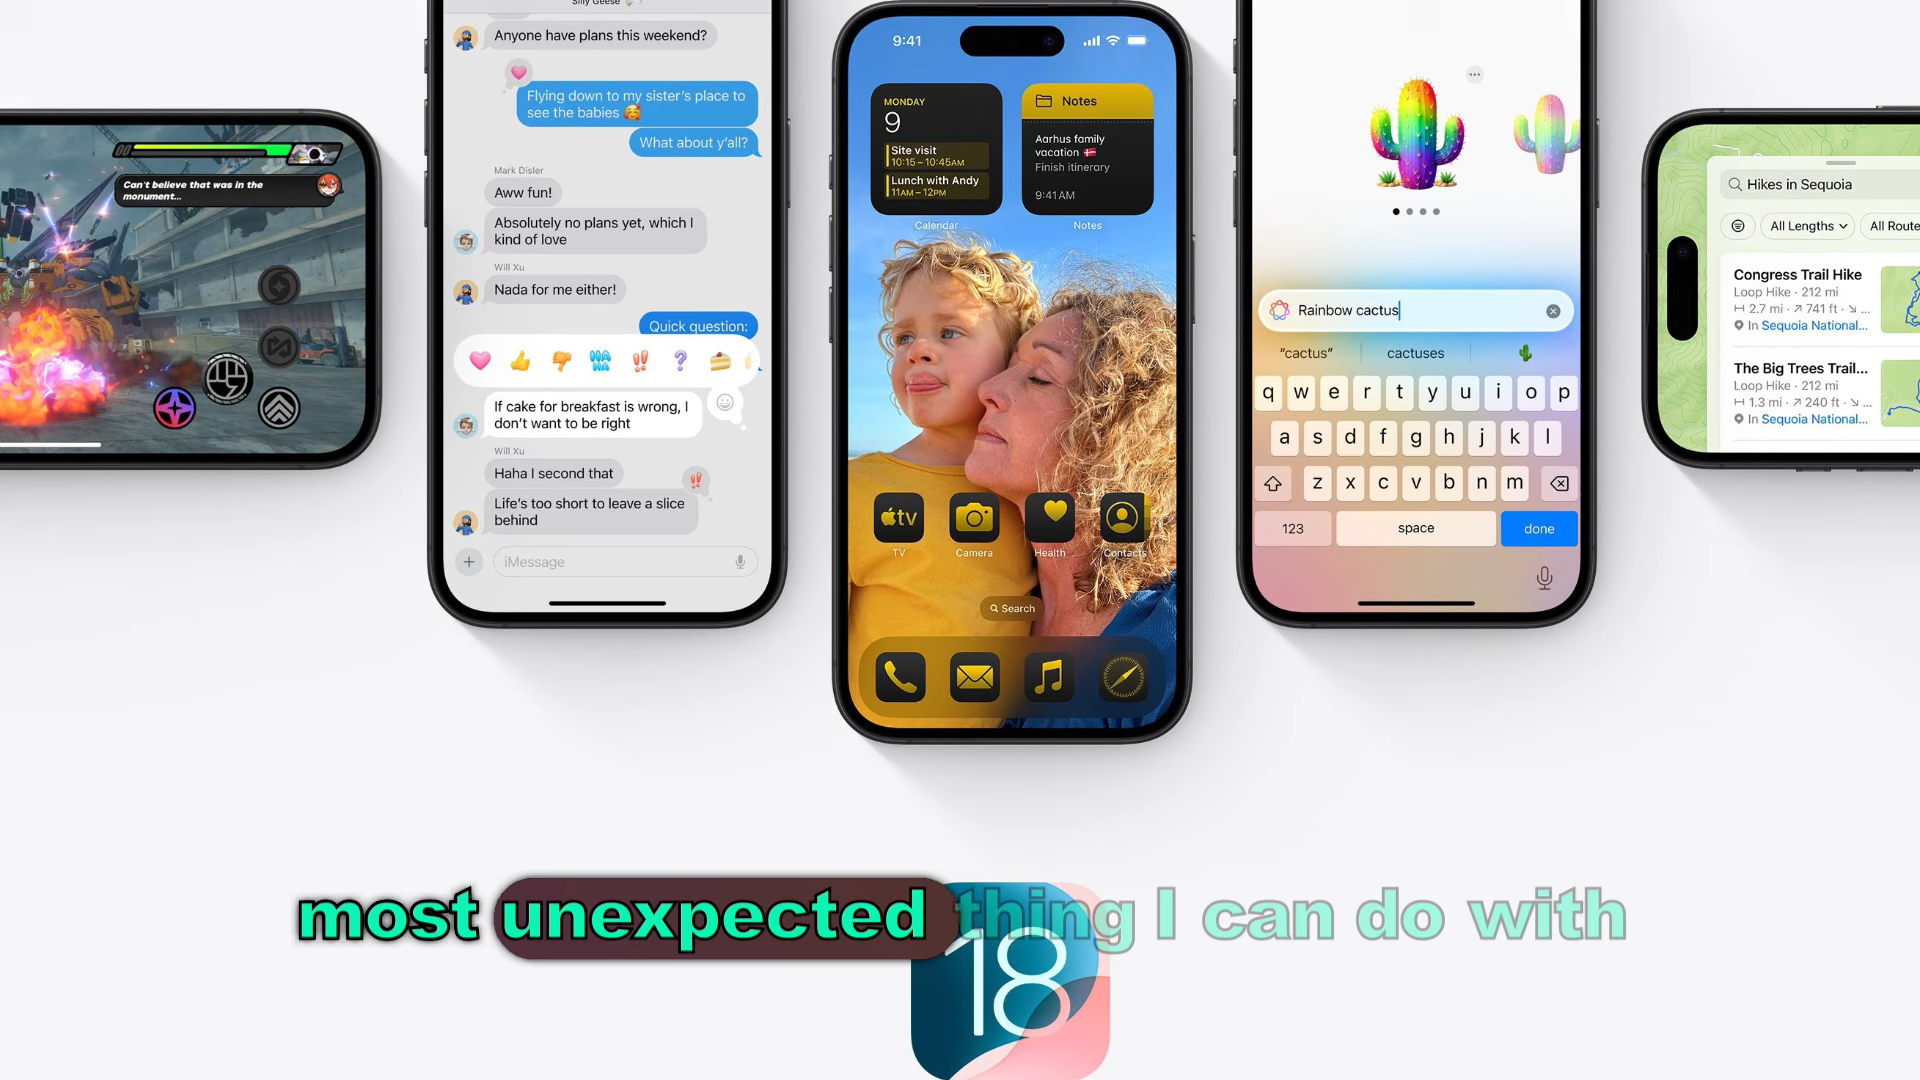 Can't believe that was in the
monument...
Silly Geese
Anyone have plans this weekend?
Flying down to my sister's place to
see the babies 🥰
What about y'all?
Mark Disler
Aww fun!
Absolutely no plans yet, which I
kind of love
Will Xu
Nada for me either!
Quick question:
If cake for breakfast is wrong, I
don't want to be right
Will Xu
Haha I second that
Life's too short to leave a slice
behind
iMessage
9:41
MONDAY
9
Site visit
10:15 – 10:45AM
Lunch with Andy
11AM – 12PM
Calendar
Notes
Aarhus family
vacation 🇩🇰
Finish itinerary
9:41 AM
Notes
tv
TV
Camera
Health
Contacts
Search
Rainbow cactus
"cactus" cactuses 🌵
q w e r t y u i o p
a s d f g h j k l
z x c v b n m
123 space done
Hikes in Sequoia
All Lengths All Route
Congress Trail Hike
Loop Hike · 212 mi
2.7 mi · ↗ 741 ft · ↘ ...
In Sequoia National...
The Big Trees Trail...
Loop Hike · 212 mi
1.3 mi · ↗ 240 ft · ↘ ...
In Sequoia National...
most unexpected thing I can do with
18